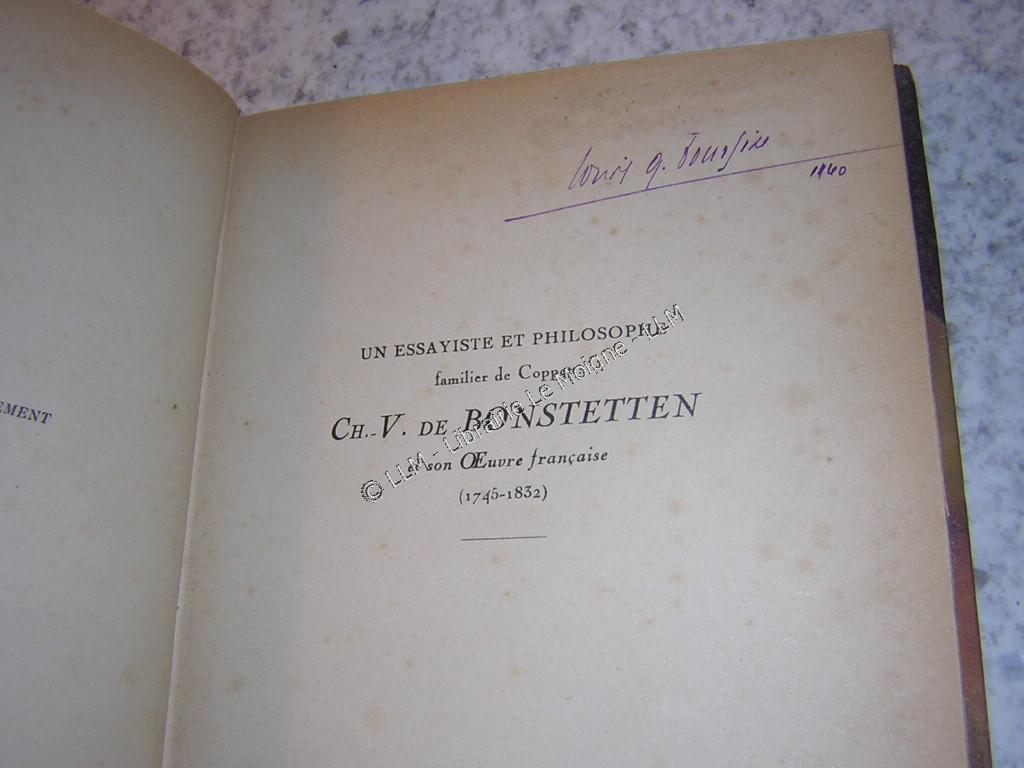 Louis G.
1940
UN ESSAYISTE ET PHILOSOPHE
familier de Coppet
CH.-V. DE BONSTETTEN
et son Œuvre française
(1745-1832)
EMENT
© LLM - Librairie Le Moigne - LLM